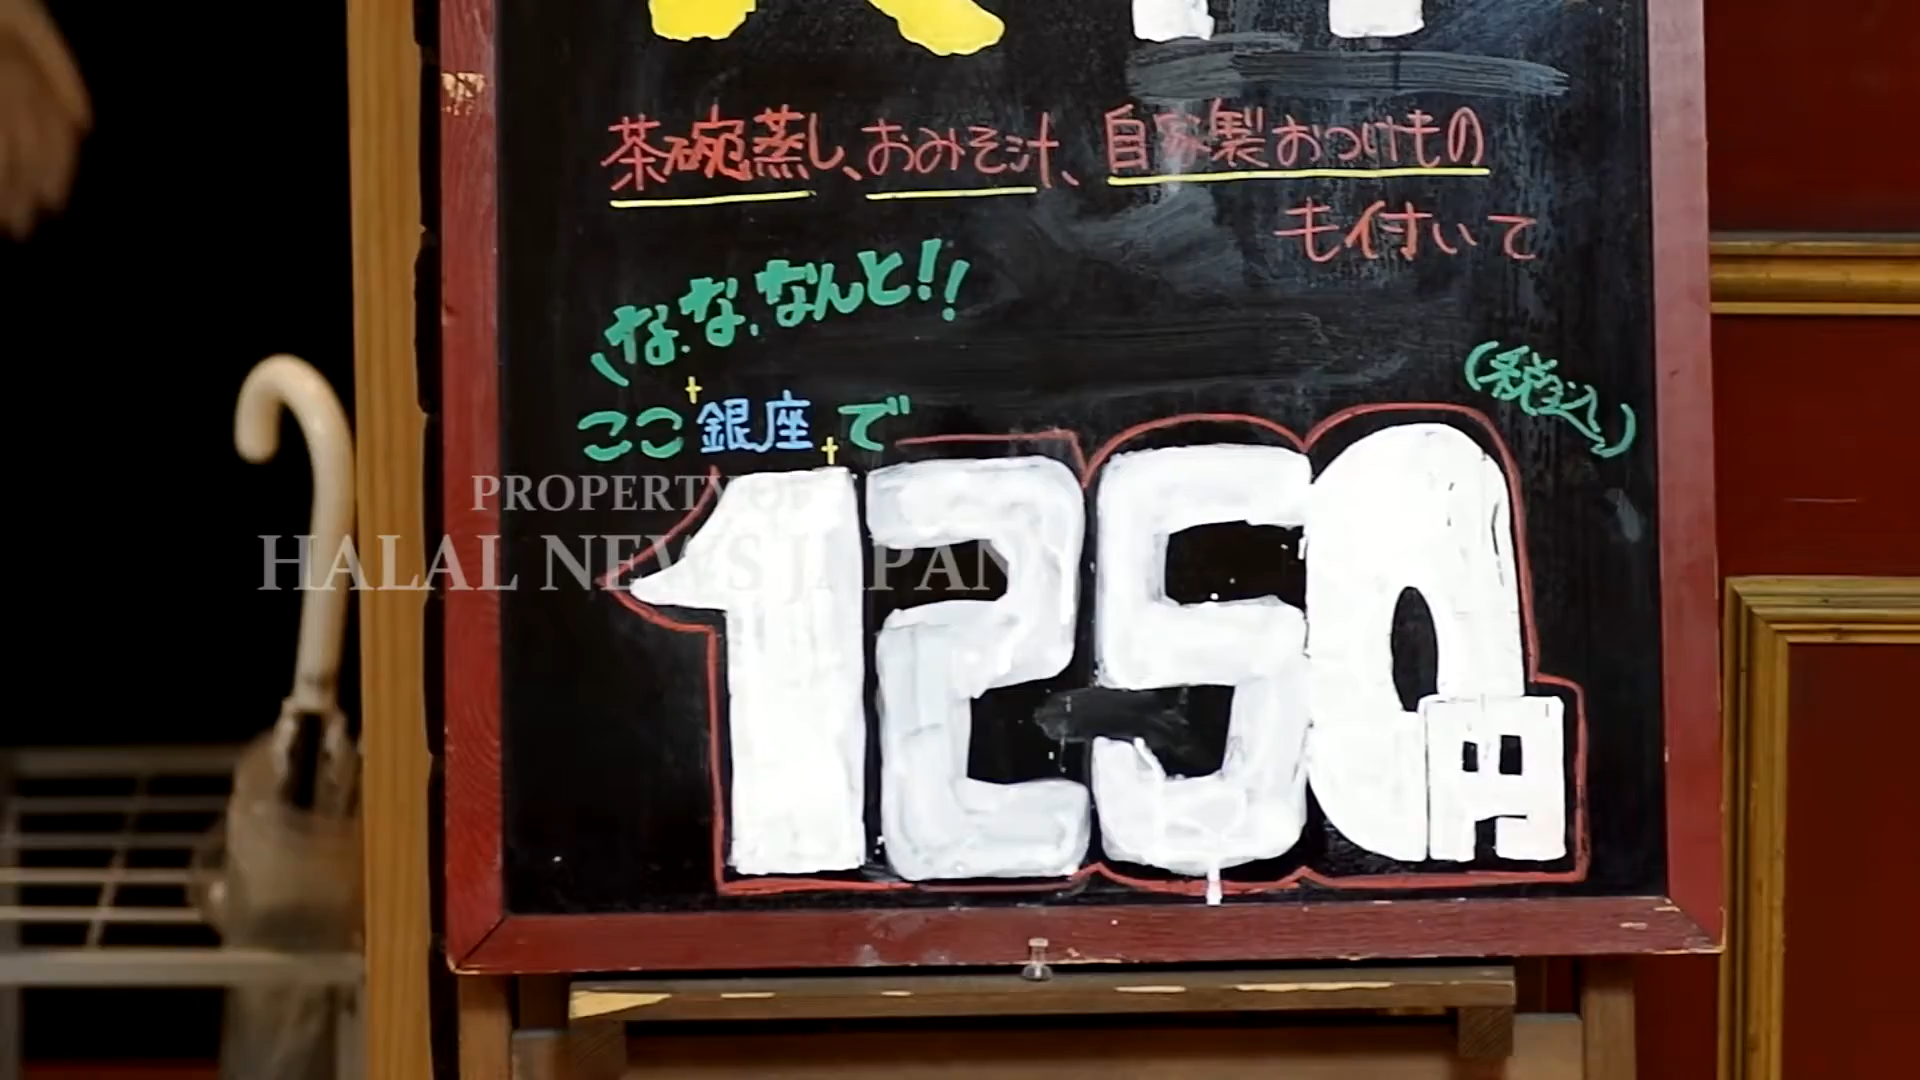 茶碗蒸し、おみそ汁、自家製おつけもの
も付いて
な、な、なんと!!
(税込)
ここ銀座で
1250円
PROPERTY OF
HALAL NEWS JAPAN